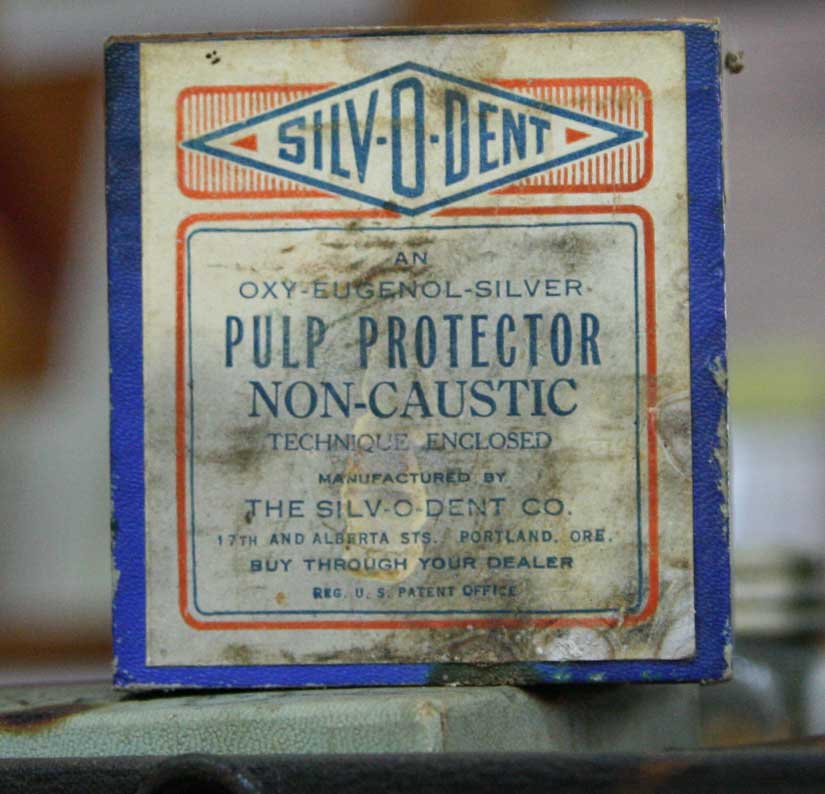 SILV-O-DENT
AN
OXY-EUGENOL-SILVER
PULP PROTECTOR
NON-CAUSTIC
TECHNIQUE ENCLOSED
MANUFACTURED BY
THE SILV-O-DENT CO.
17TH AND ALBERTA STS. PORTLAND, ORE.
BUY THROUGH YOUR DEALER
REG. U. S. PATENT OFFICE